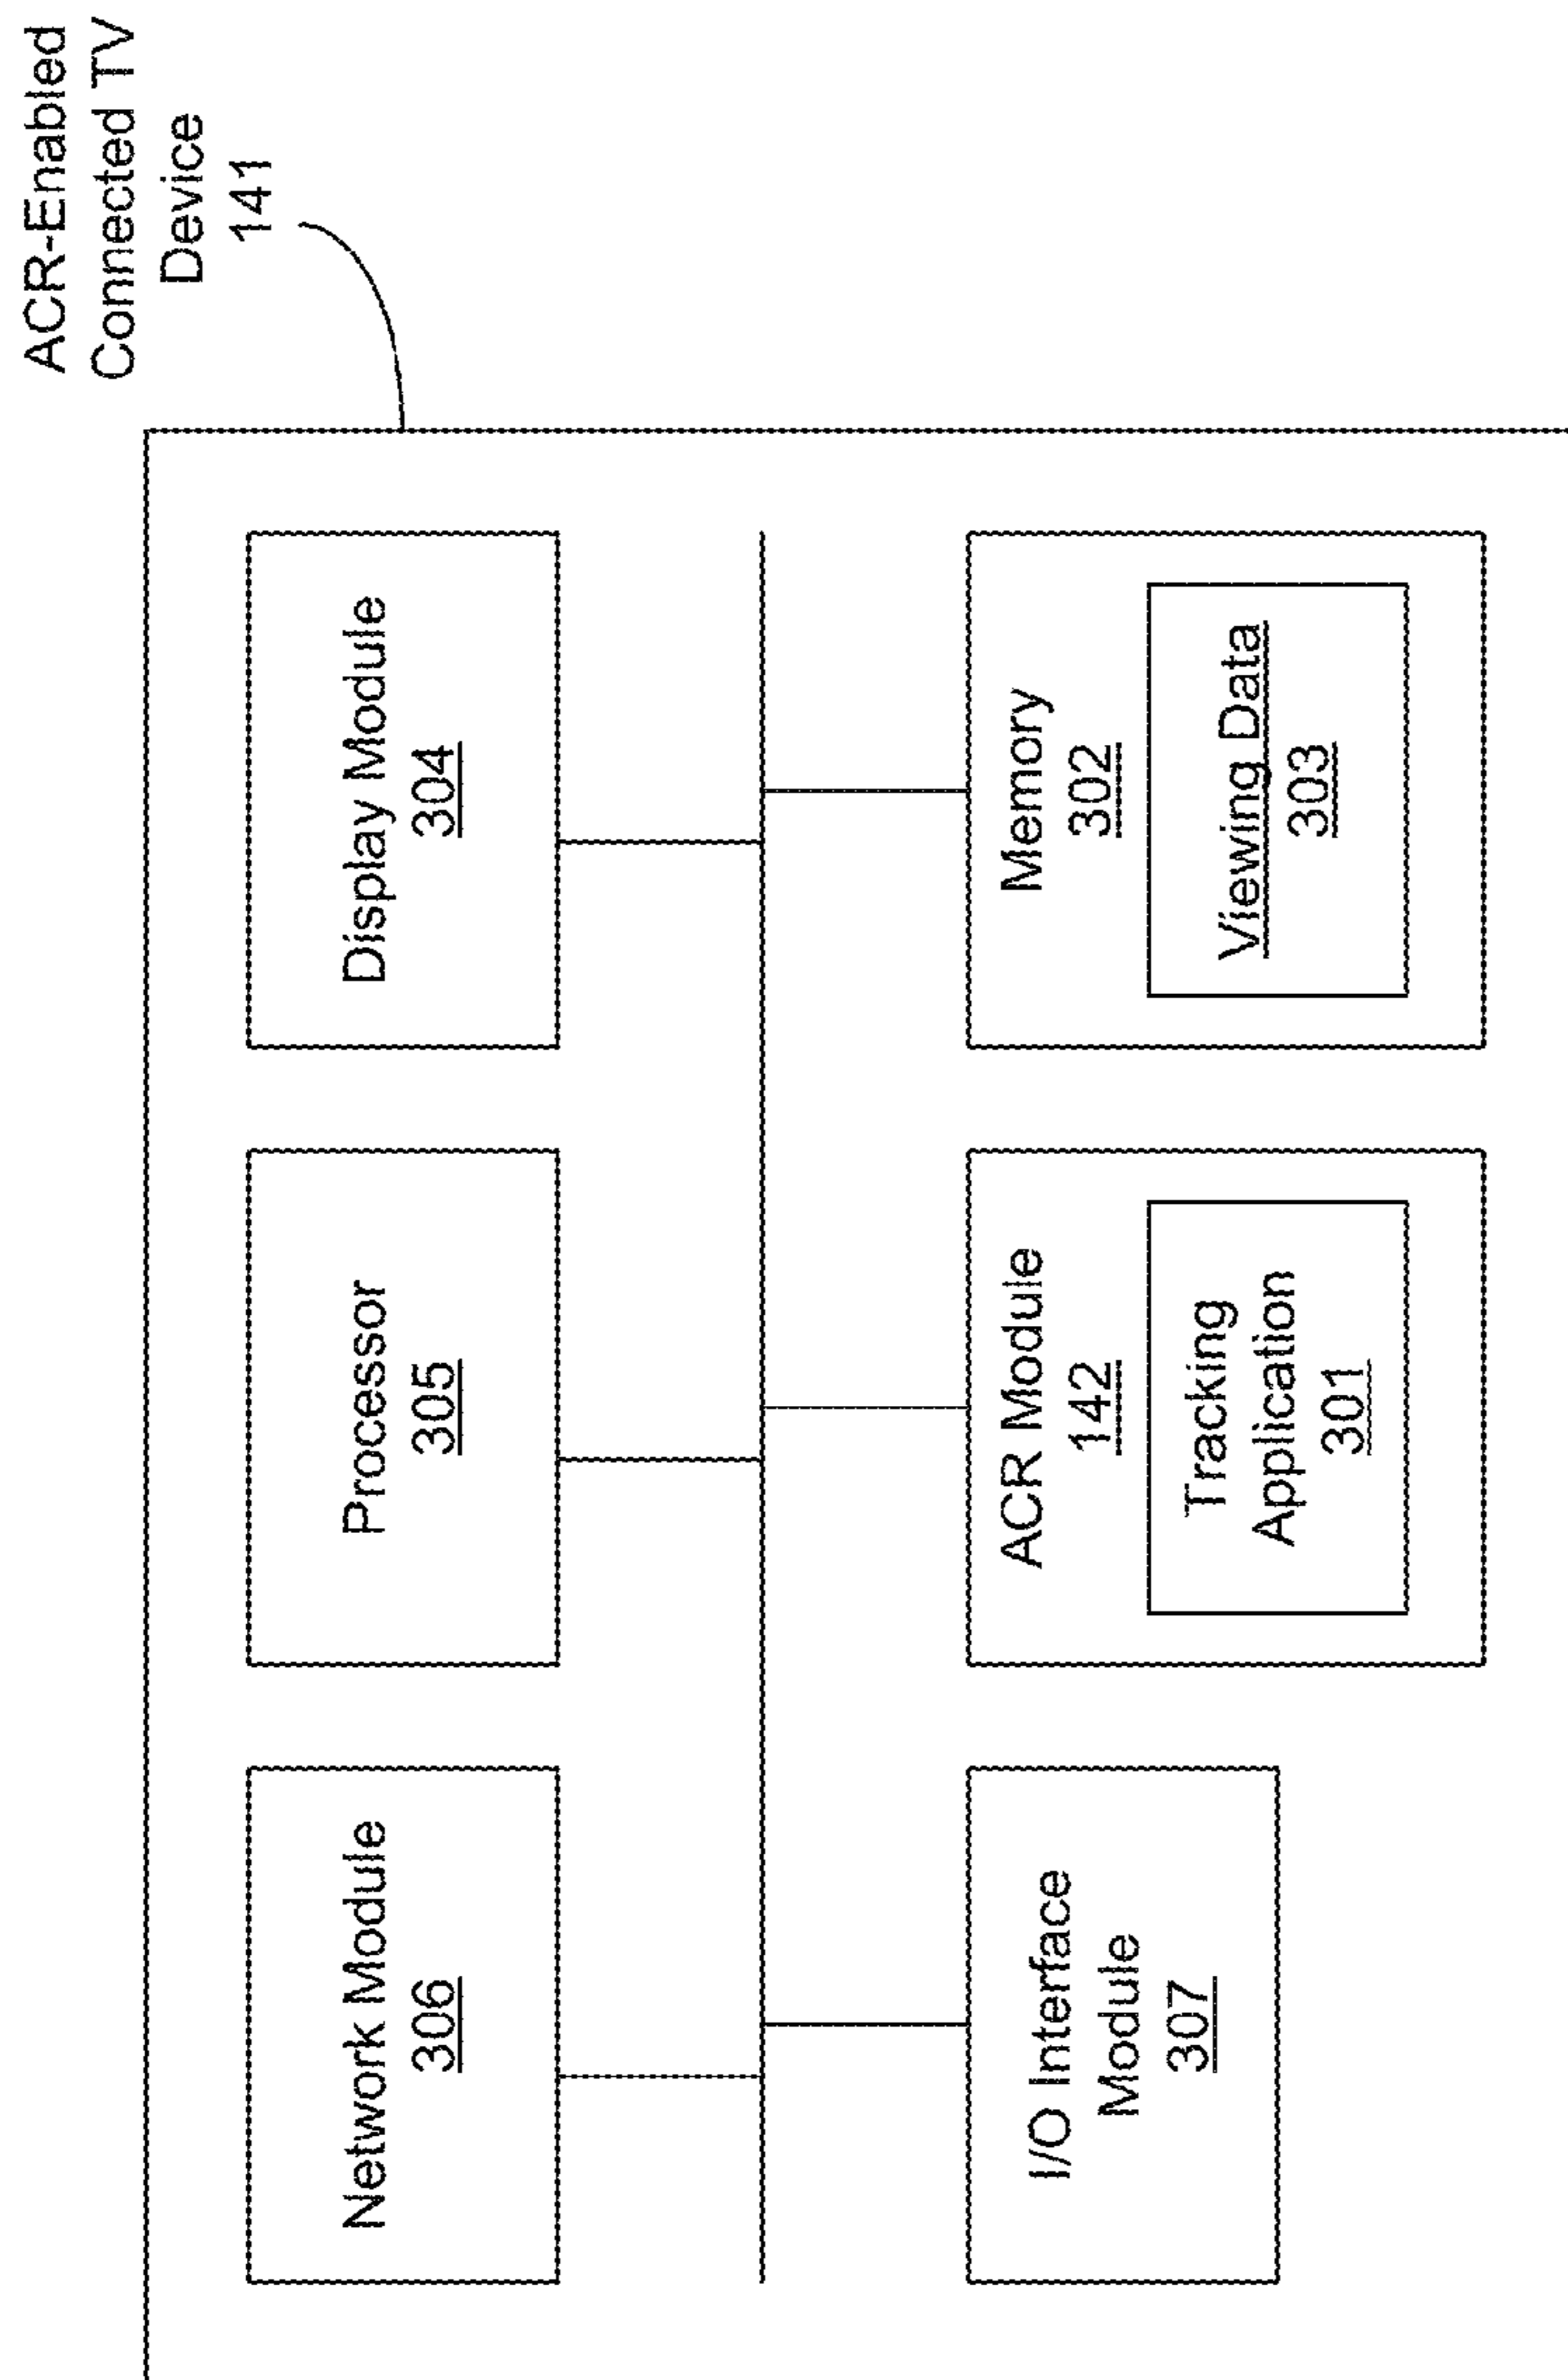 ACR-Enabled
Connected TV
Device
141
Network Module
306
Processor
305
Display Module
304
I/O Interface
Module
307
ACR Module
142
Tracking
Application
301
Memory
302
Viewing Data
303